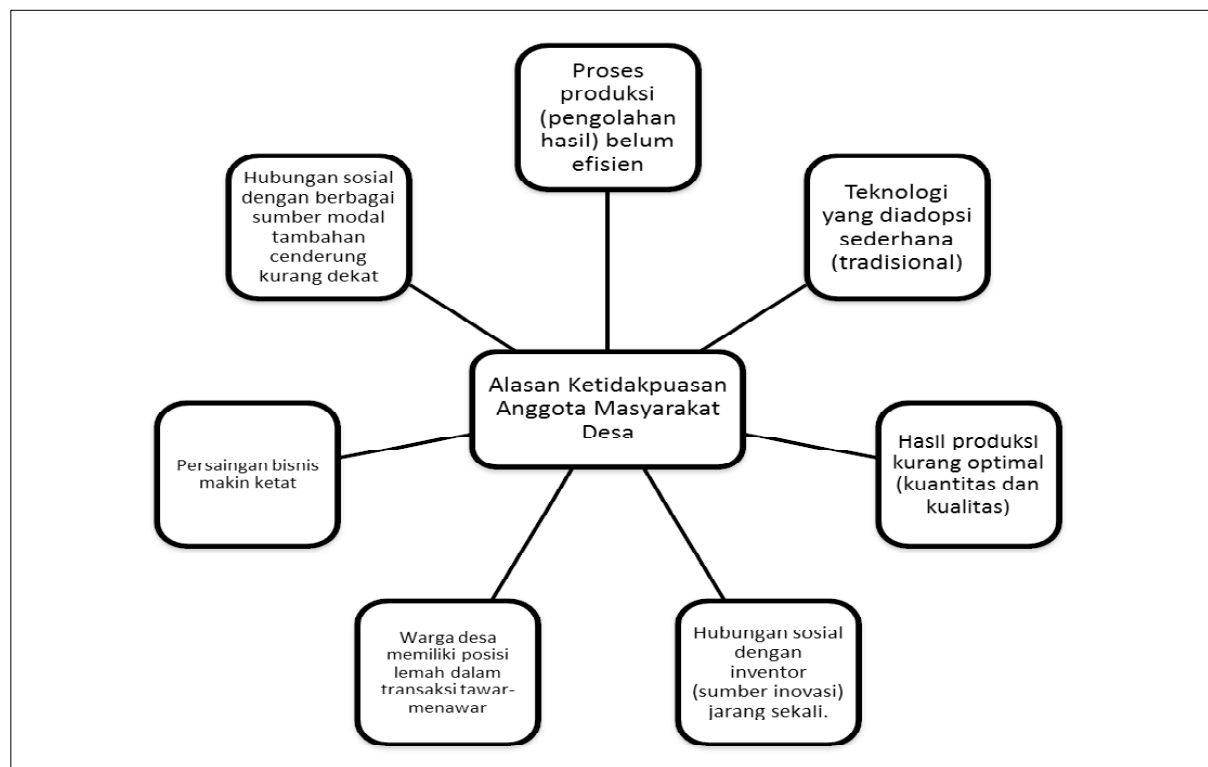 Proses
produksi
(pengolahan
hasil) belum
efisien
Teknologi
yang diadopsi
sederhana
(tradisional)
Hasil produksi
kurang optimal
(kuantitas dan
kualitas)
Hubungan sosial
dengan
inventor
(sumber inovasi)
jarang sekali.
Warga desa
memiliki posisi
lemah dalam
transaksi tawar-
menawar
Persaingan bisnis
makin ketat
Hubungan sosial
dengan berbagai
sumber modal
tambahan
cenderung
kurang dekat
Alasan Ketidakpuasan
Anggota Masyarakat
Desa